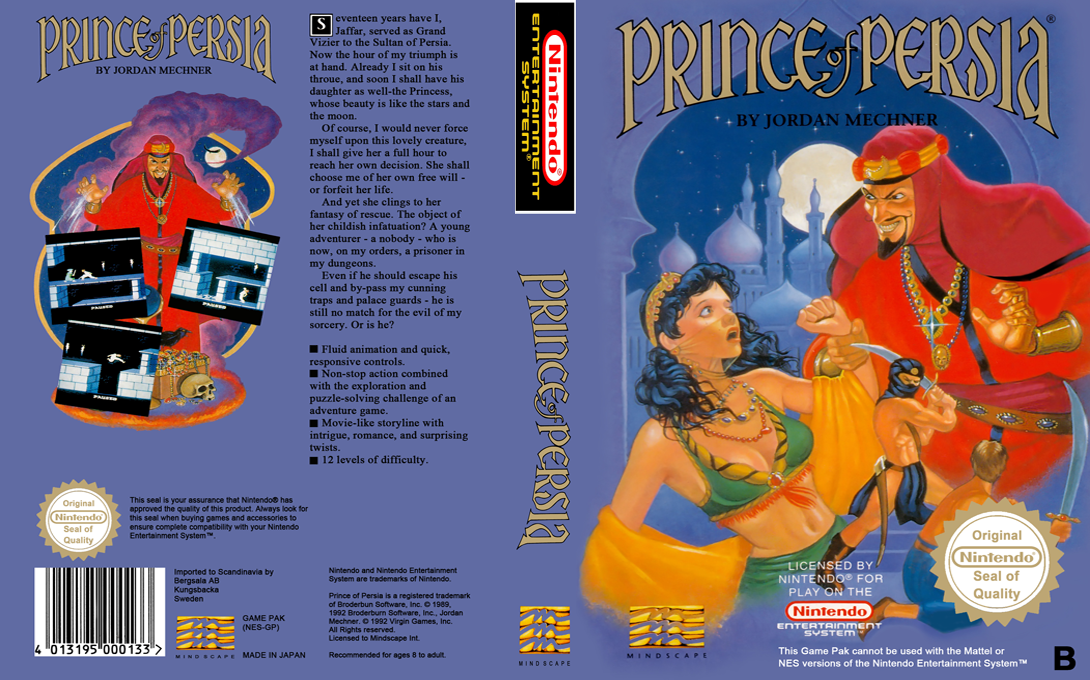 PRINCE of PERSIA
BY JORDAN MECHNER
Seventeen years have I,
Jaffar, served as Grand
Vizier to the Sultan of Persia.
Now the hour of my triumph is
at hand. Already I sit on his
throue, and soon I shall have his
daughter as well-the Princess,
whose beauty is like the stars and
the moon.
Of course, I would never force
myself upon this lovely creature,
I shall give her a full hour to
reach her own decision. She shall
choose me of her own free will -
or forfeit her life.
And yet she clings to her
fantasy of rescue. The object of
her childish infatuation? A young
adventurer - a nobody - who is
now, on my orders, a prisoner in
my dungeons.
Even if he should escape his
cell and by-pass my cunning
traps and palace guards - he is
still no match for the evil of my
sorcery. Or is he?
■ Fluid animation and quick,
responsive controls.
■ Non-stop action combined
with the exploration and
puzzle-solving challenge of an
adventure game.
■ Movie-like storyline with
intrigue, romance, and surprising
twists.
■ 12 levels of difficulty.
PAUSED
PAUSED
PAUSED
Original
Nintendo
Seal of
Quality
This seal is your assurance that Nintendo® has
approved the quality of this product. Always look for
this seal when buying games and accessories to
ensure complete compatibility with your Nintendo
Entertainment System™.
4 013195 000133 >
Imported to Scandinavia by
Bergsala AB
Kungsbacka
Sweden
MINDSCAPE
GAME PAK
(NES-GP)
MADE IN JAPAN
Nintendo and Nintendo Entertainment
System are trademarks of Nintendo.
Prince of Persia is a registered trademark
of Broderbun Software, Inc. © 1989,
1992 Broderburn Software, Inc., Jordan
Mechner. © 1992 Virgin Games, Inc.
All Rights reserved.
Licensed to Mindscape Int.
Recommended for ages 8 to adult.
Nintendo®
ENTERTAINMENT
SYSTEM®
PRINCE of PERSIA
MINDSCAPE
PRINCE of PERSIA®
BY JORDAN MECHNER
LICENSED BY
NINTENDO® FOR
PLAY ON THE
Nintendo
ENTERTAINMENT
SYSTEM
Original
Nintendo®
Seal of
Quality
MINDSCAPE
This Game Pak cannot be used with the Mattel or
NES versions of the Nintendo Entertainment System™
B